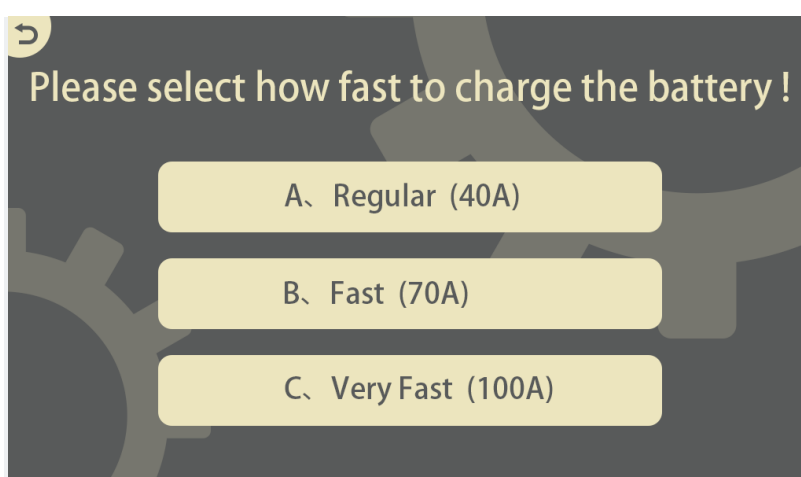 Please select how fast to charge the battery !
A、Regular (40A)
B、Fast (70A)
C、Very Fast (100A)